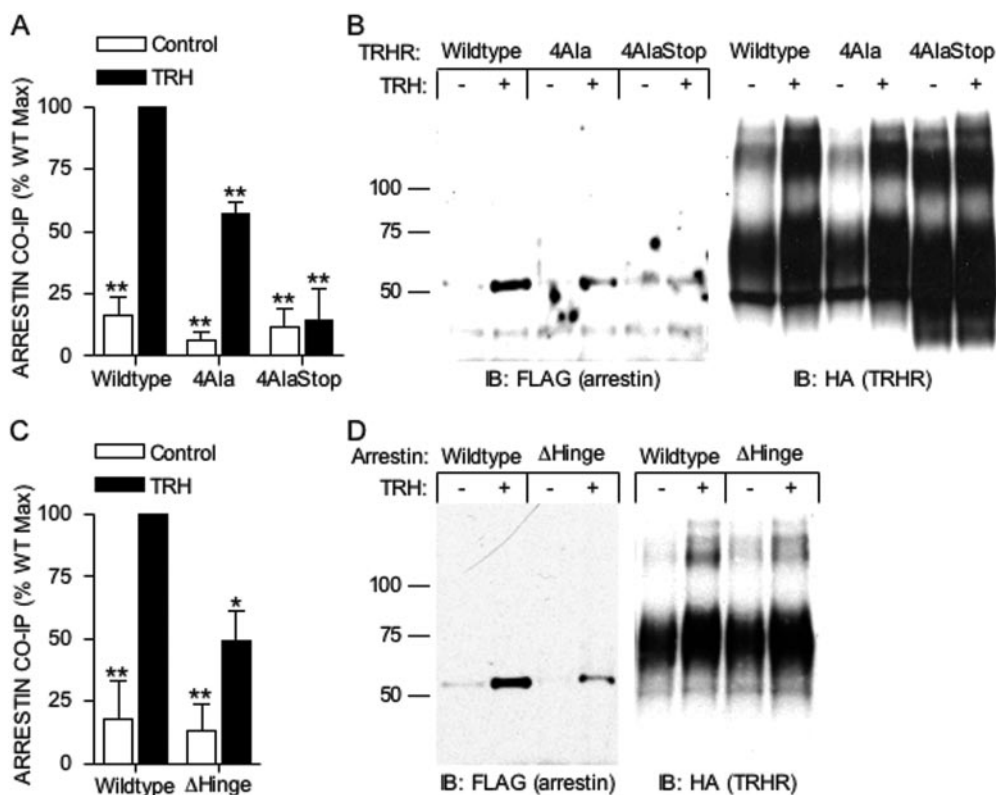 A
Control
TRH
ARRESTIN CO-IP (% WT Max)
100
75
50
25
0
**
**
**
**
**
Wildtype 4Ala 4AlaStop
B
TRHR: Wildtype 4Ala 4AlaStop Wildtype 4Ala 4AlaStop
TRH: - + - + - + - + - + - +
100
75
50
IB: FLAG (arrestin) IB: HA (TRHR)
C
Control
TRH
ARRESTIN CO-IP (% WT Max)
100
75
50
25
0
**
**
*
Wildtype ΔHinge
D
Arrestin: Wildtype ΔHinge Wildtype ΔHinge
TRH: - + - + - + - +
100
75
50
IB: FLAG (arrestin) IB: HA (TRHR)